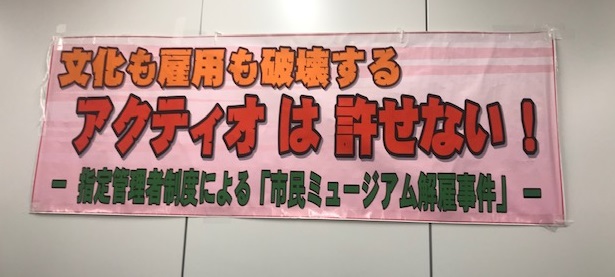 文化も雇用も破壊する
アクティオは許せない！
－指定管理者制度による「市民ミュージアム解雇事件」－